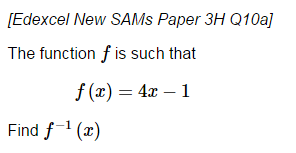 [Edexcel New SAMs Paper 3H Q10a]
The function f is such that
f (x) = 4x − 1
Find f⁻¹ (x)